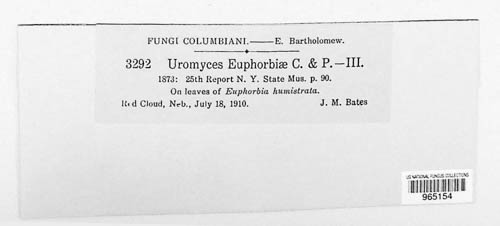 FUNGI COLUMBIANI.——E. Bartholomew.
3292 Uromyces Euphorbiæ C. & P.—III.
1873: 25th Report N. Y. State Mus. p. 90.
On leaves of Euphorbia humistrata.
Red Cloud, Neb., July 18, 1910. J. M. Bates
US NATIONAL FUNGUS COLLECTIONS
965154